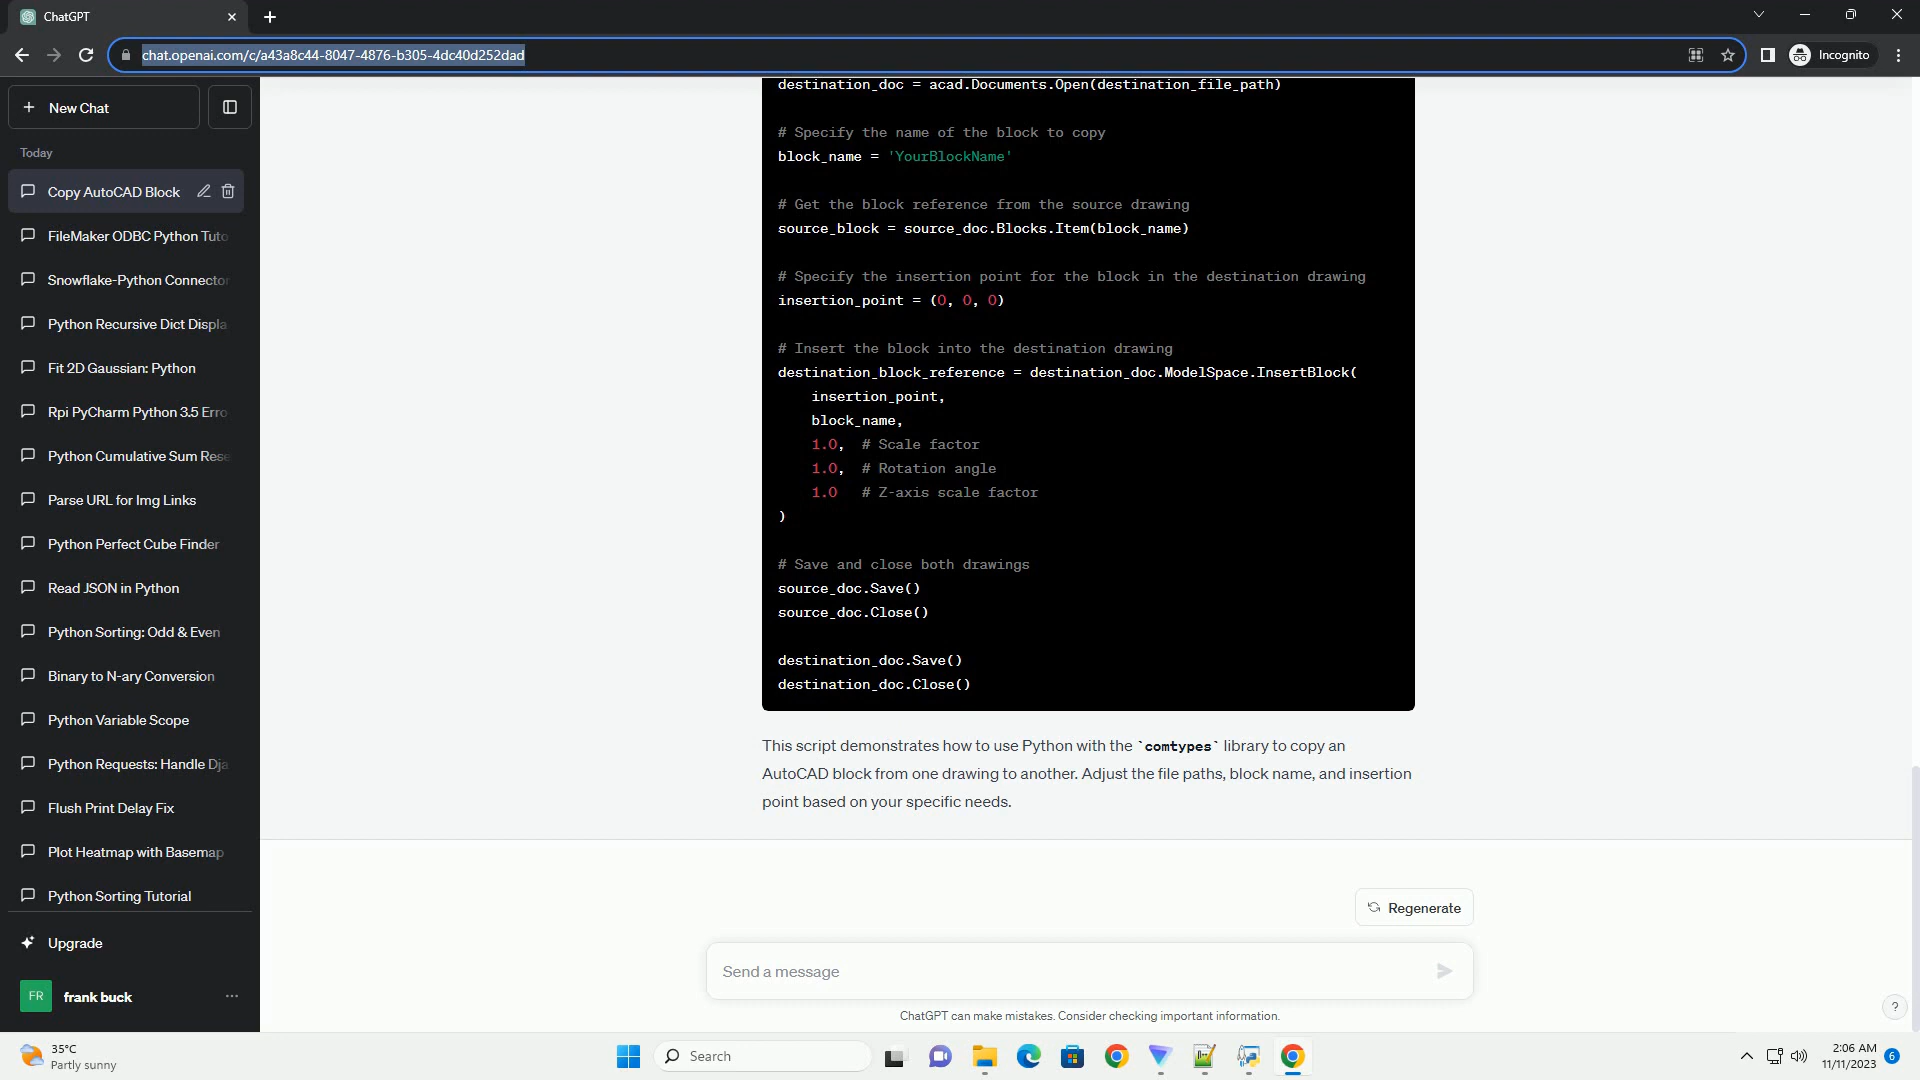 ChatGPT
chat.openai.com/c/a43a8c44-8047-4876-b305-4dc40d252dad
Incognito
New Chat
Today
Copy AutoCAD Block
FileMaker ODBC Python Tuto
Snowflake-Python Connector
Python Recursive Dict Displa
Fit 2D Gaussian: Python
Rpi PyCharm Python 3.5 Erro
Python Cumulative Sum Rese
Parse URL for Img Links
Python Perfect Cube Finder
Read JSON in Python
Python Sorting: Odd & Even
Binary to N-ary Conversion
Python Variable Scope
Python Requests: Handle Dja
Flush Print Delay Fix
Plot Heatmap with Basemap
Python Sorting Tutorial
Upgrade
FR frank buck
destination_doc = acad.Documents.Open(destination_file_path)
# Specify the name of the block to copy
block_name = 'YourBlockName'
# Get the block reference from the source drawing
source_block = source_doc.Blocks.Item(block_name)
# Specify the insertion point for the block in the destination drawing
insertion_point = (0, 0, 0)
# Insert the block into the destination drawing
destination_block_reference = destination_doc.ModelSpace.InsertBlock(
insertion_point,
block_name,
1.0, # Scale factor
1.0, # Rotation angle
1.0 # Z-axis scale factor
)
# Save and close both drawings
source_doc.Save()
source_doc.Close()
destination_doc.Save()
destination_doc.Close()
This script demonstrates how to use Python with the `comtypes` library to copy an
AutoCAD block from one drawing to another. Adjust the file paths, block name, and insertion
point based on your specific needs.
Regenerate
Send a message
ChatGPT can make mistakes. Consider checking important information.
?
35°C
Partly sunny
Search
2:06 AM
11/11/2023
6